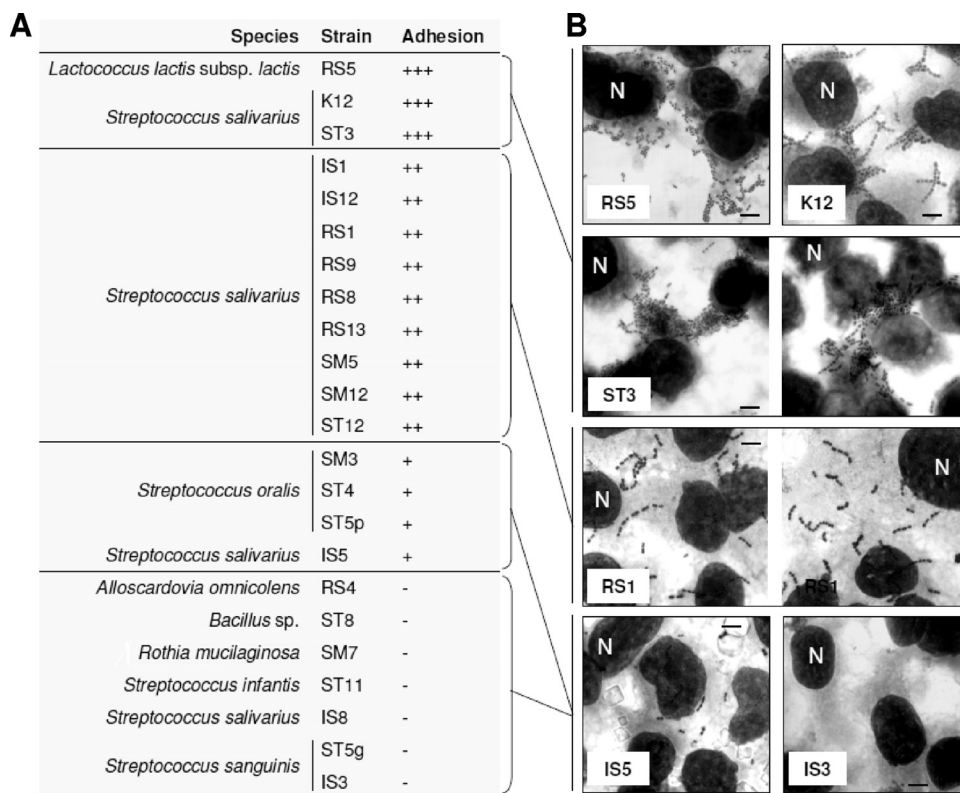 A
Species Strain Adhesion
Lactococcus lactis subsp. lactis RS5 +++
Streptococcus salivarius
K12 +++
ST3 +++
Streptococcus salivarius
IS1 ++
IS12 ++
RS1 ++
RS9 ++
RS8 ++
RS13 ++
SM5 ++
SM12 ++
ST12 ++
Streptococcus oralis
SM3 +
ST4 +
ST5p +
Streptococcus salivarius IS5 +
Alloscardovia omnicolens RS4 -
Bacillus sp. ST8 -
Rothia mucilaginosa SM7 -
Streptococcus infantis ST11 -
Streptococcus salivarius IS8 -
Streptococcus sanguinis
ST5g -
IS3 -
B
N
RS5
N
K12
N
ST3
N
N
RS1
N
RS1
N
IS5
N
IS3